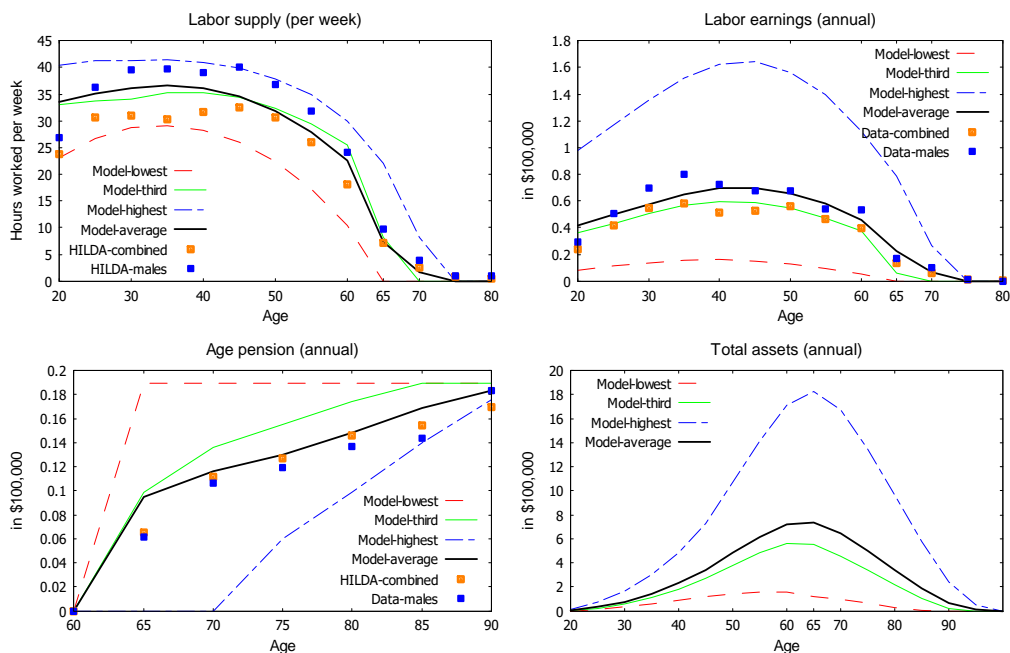 Labor supply (per week)
45
40
35
30
25
20
15
10
5
0
Hours worked per week
Model-lowest
Model-third
Model-highest
Model-average
HILDA-combined
HILDA-males
20 30 40 50 60 65 70 80
Age
Labor earnings (annual)
1.8
1.6
1.4
1.2
1
0.8
0.6
0.4
0.2
0
in $100,000
Model-lowest
Model-third
Model-highest
Model-average
Data-combined
Data-males
20 30 40 50 60 65 70 80
Age
Age pension (annual)
0.2
0.18
0.16
0.14
0.12
0.1
0.08
0.06
0.04
0.02
0
in $100,000
Model-lowest
Model-third
Model-highest
Model-average
HILDA-combined
Data-males
60 65 70 75 80 85 90
Age
Total assets (annual)
20
18
16
14
12
10
8
6
4
2
0
in $100,000
Model-lowest
Model-third
Model-highest
Model-average
20 30 40 50 60 65 70 80 90
Age